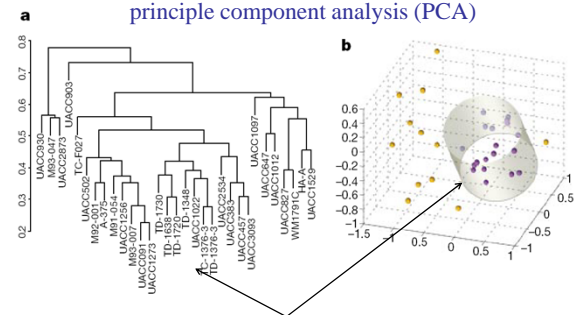 principle component analysis (PCA)
a
0.8
0.7
0.6
0.5
0.4
0.3
0.2
UACC930
M93-047
UACC2873
UACC903
TC-F027
UACC502
M92-001
A-375
M91-054
UACC1256
M93-007
UACC091
UACC1273
TD-1730
TD-1638
TD-1720
TD-1348
UACC1022
TC-1376-3
TD-1376-3
UACC2534
UACC383
UACC457
UACC3093
UACC1097
UACC647
UACC1012
UACC827
WM1791C
HA-A
UACC1529
b
0.6
0.4
0.2
0
−0.2
−0.4
−0.6
−0.8
−1.5
−1
0.5
0
0.5
1
−1
−0.5
0
0.5
1